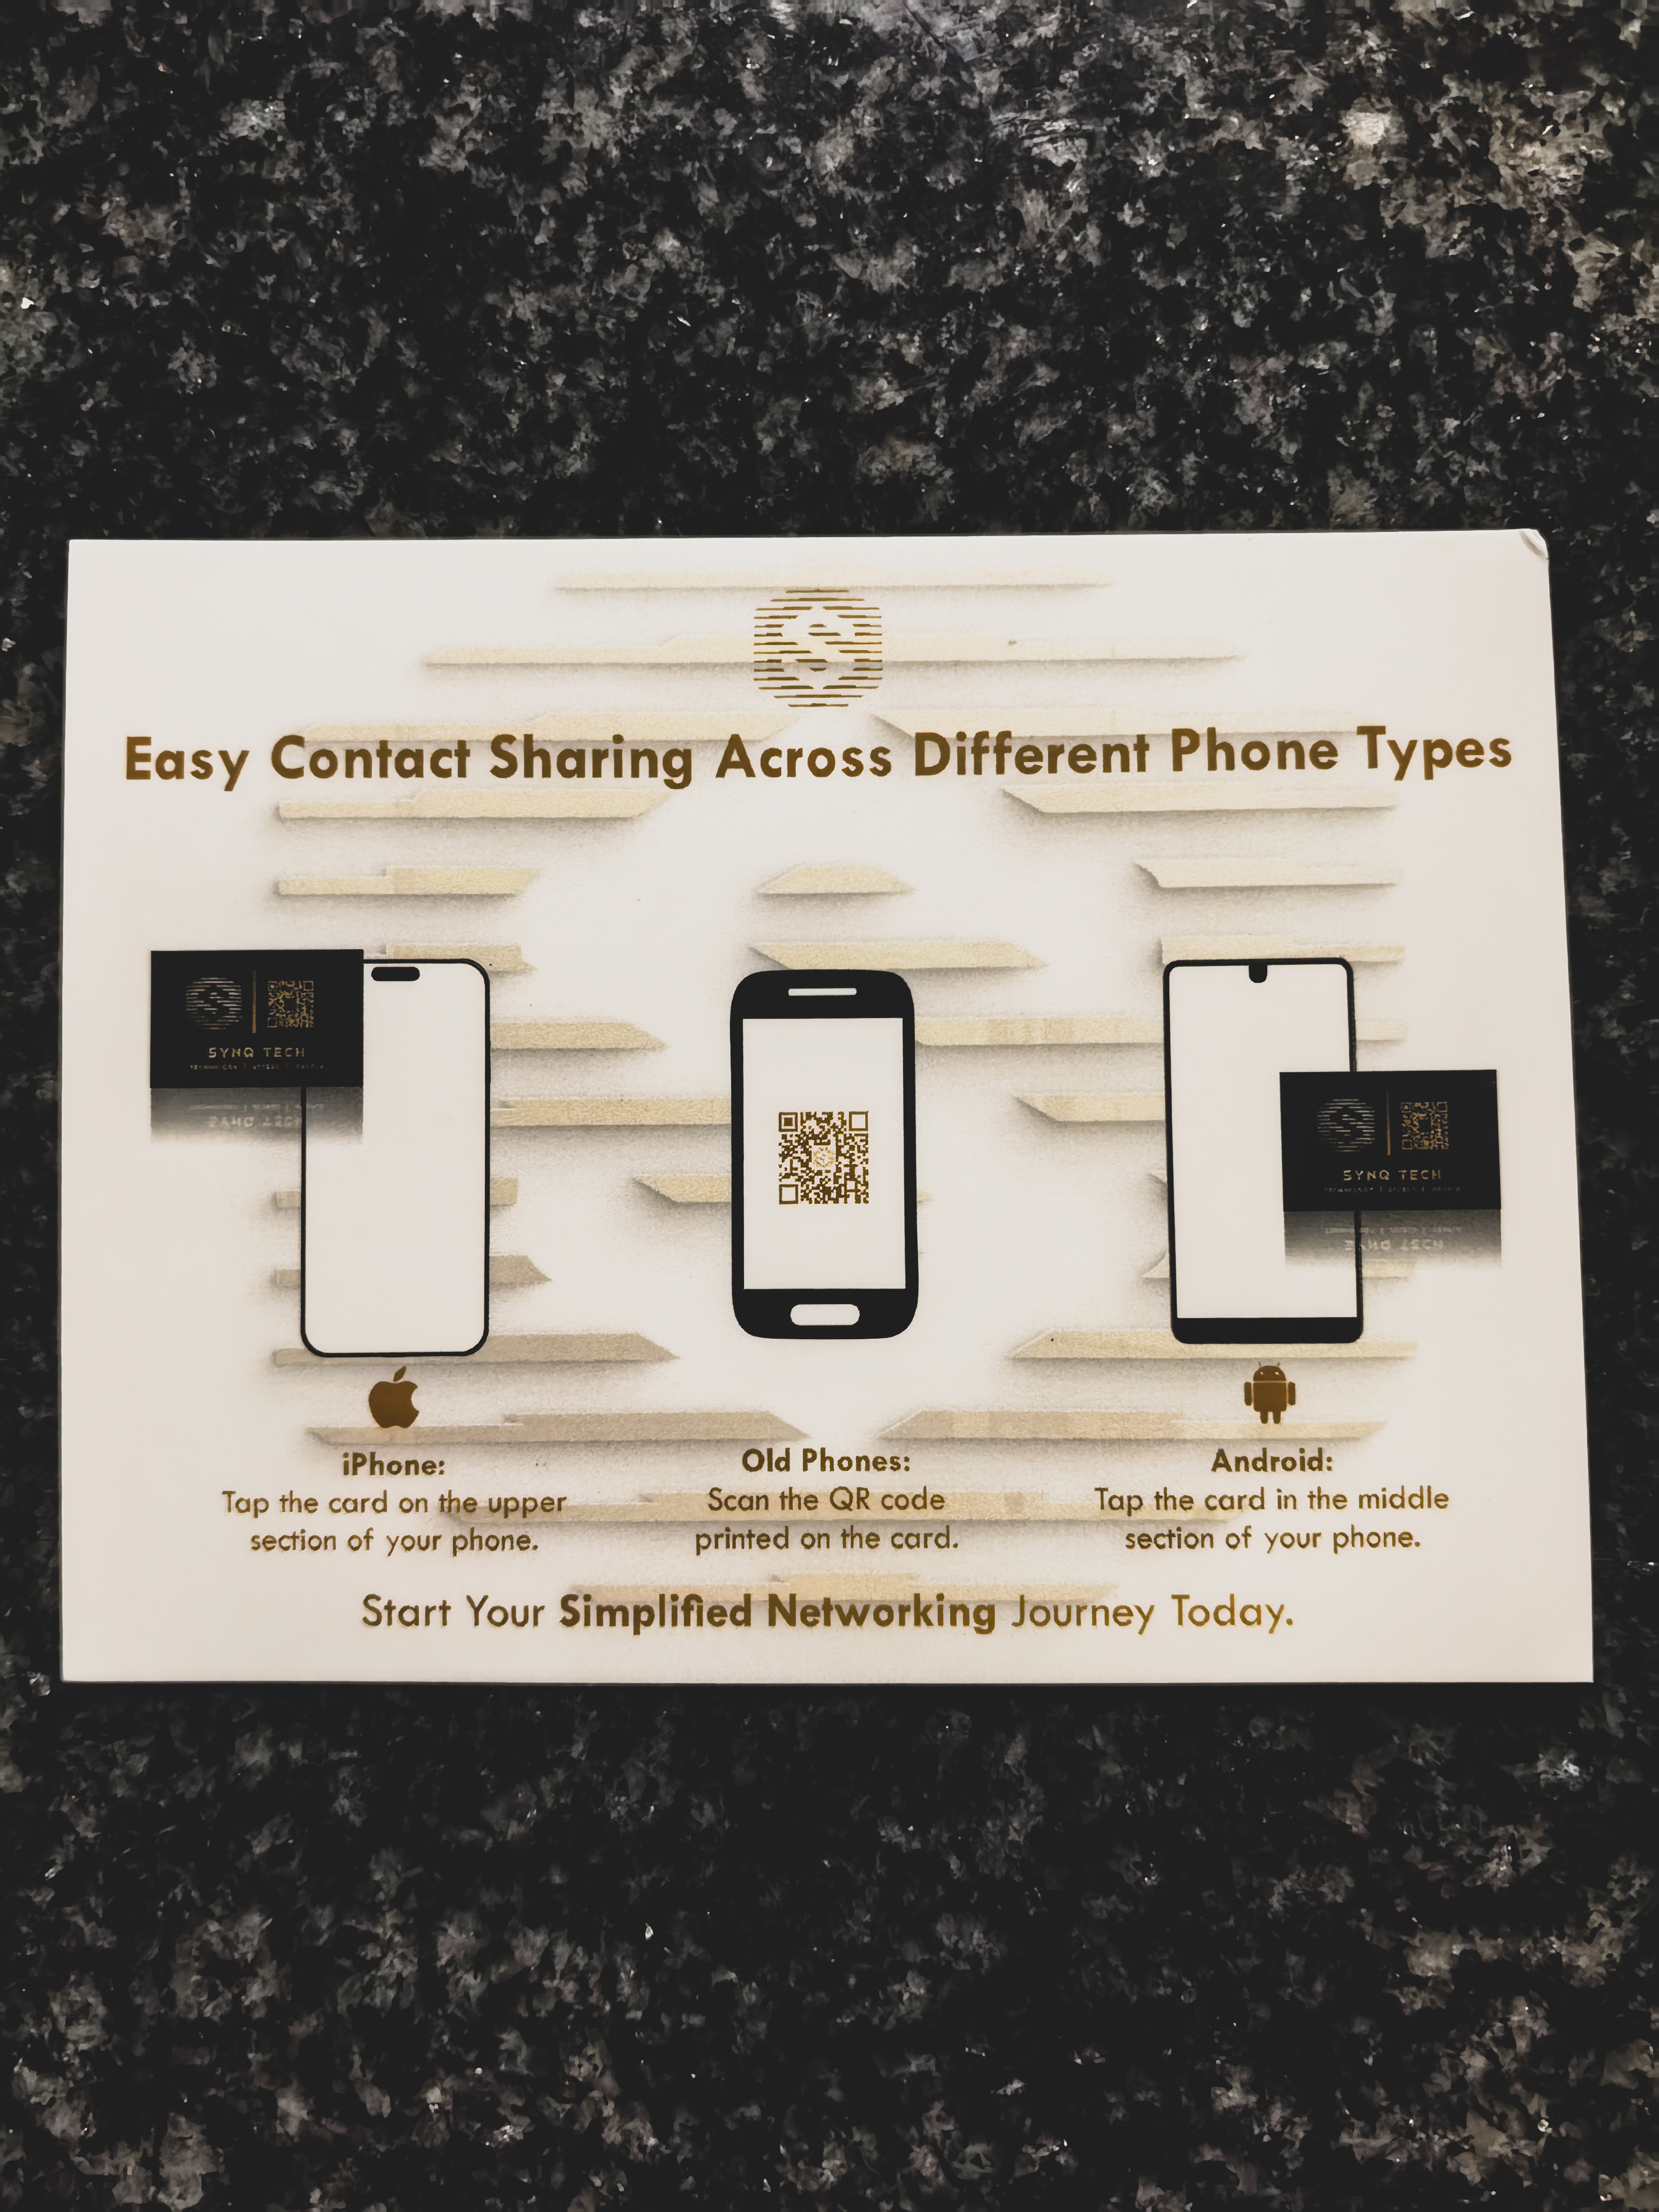 Easy Contact Sharing Across Different Phone Types
SYNQ TECH
SYNQ TECH
iPhone:
Tap the card on the upper
section of your phone.
Old Phones:
Scan the QR code
printed on the card.
Android:
Tap the card in the middle
section of your phone.
Start Your Simplified Networking Journey Today.